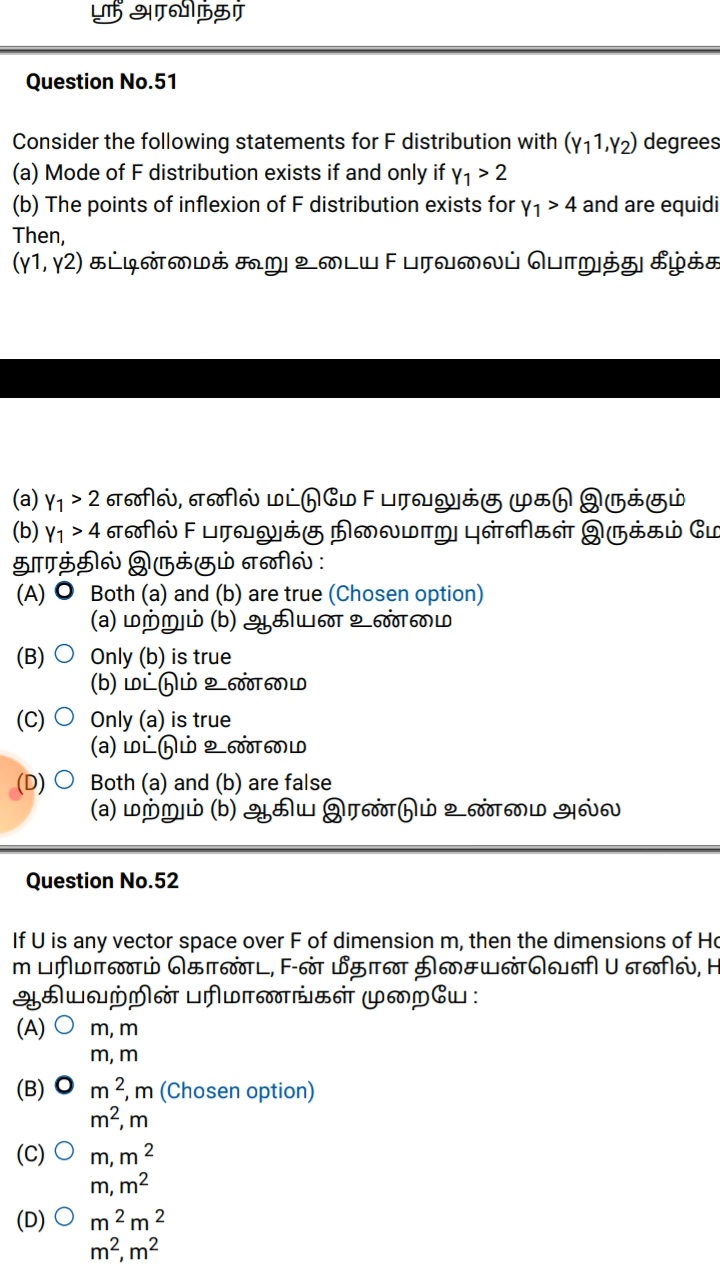 ஸ்ரீ அரவிந்தர்
Question No.51
Consider the following statements for F distribution with (γ₁1,γ₂) degrees
(a) Mode of F distribution exists if and only if γ₁ > 2
(b) The points of inflexion of F distribution exists for γ₁ > 4 and are equidi
Then,
(γ1, γ2) கட்டின்மைக் கூறு உடைய F பரவலைப் பொறுத்து கீழ்க்க
(a) γ₁ > 2 எனில், எனில் மட்டுமே F பரவலுக்கு முகடு இருக்கும்
(b) γ₁ > 4 எனில் F பரவலுக்கு நிலைமாறு புள்ளிகள் இருக்கம் மே
தூரத்தில் இருக்கும் எனில் :
(A) Both (a) and (b) are true (Chosen option)
(a) மற்றும் (b) ஆகியன உண்மை
(B) Only (b) is true
(b) மட்டும் உண்மை
(C) Only (a) is true
(a) மட்டும் உண்மை
(D) Both (a) and (b) are false
(a) மற்றும் (b) ஆகிய இரண்டும் உண்மை அல்ல
Question No.52
If U is any vector space over F of dimension m, then the dimensions of Ho
m பரிமாணம் கொண்ட, F-ன் மீதான திசையன்வெளி U எனில், H
ஆகியவற்றின் பரிமாணங்கள் முறையே :
(A) m, m
m, m
(B) m ², m (Chosen option)
m², m
(C) m, m ²
m, m²
(D) m ² m ²
m², m²